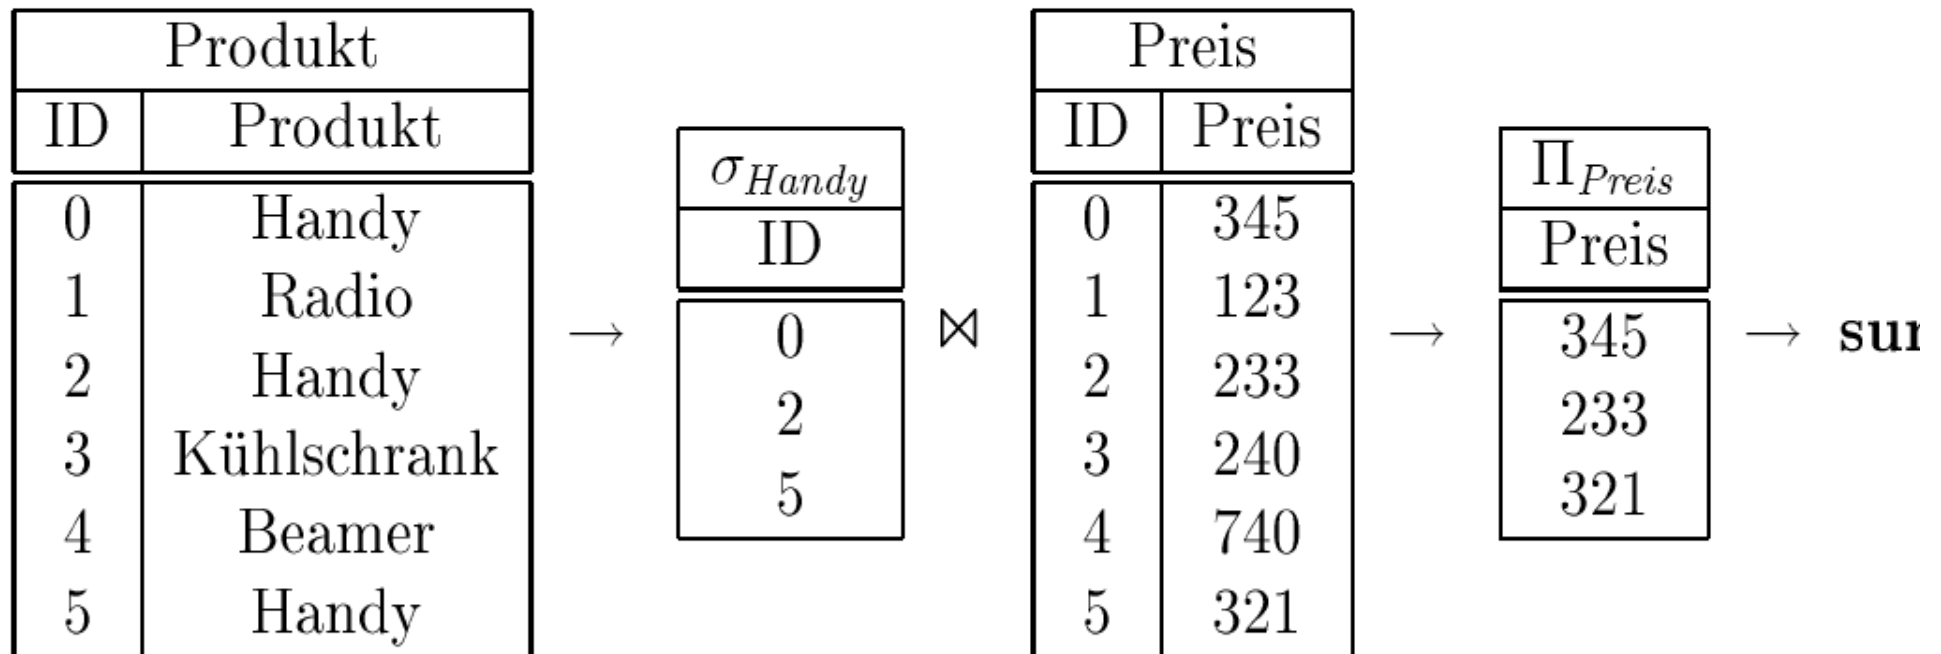 Produkt
ID Produkt
0 Handy
1 Radio
2 Handy
3 Kühlschrank
4 Beamer
5 Handy
→
σHandy
ID
0
2
5
⋈
Preis
ID Preis
0 345
1 123
2 233
3 240
4 740
5 321
→
ΠPreis
Preis
345
233
321
→